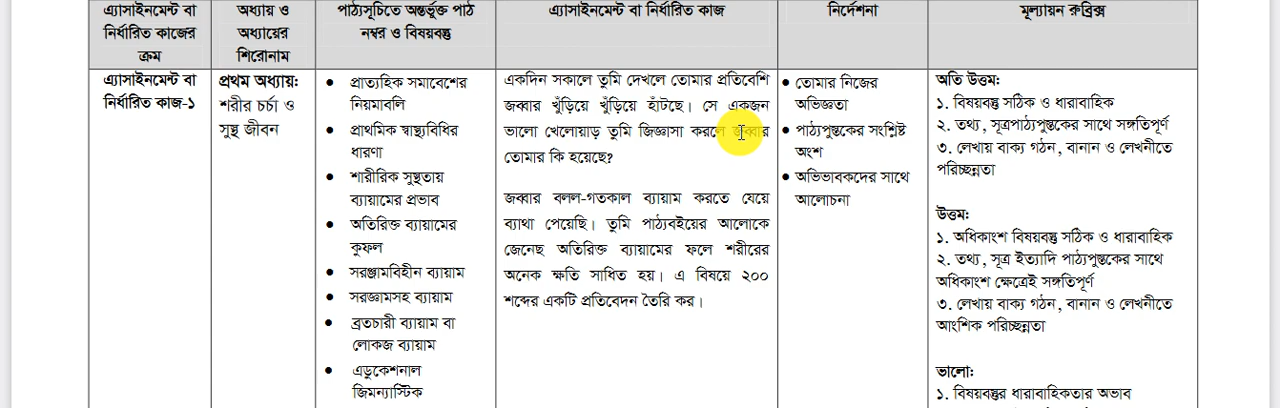 এ্যাসাইনমেন্ট বা
নির্ধারিত কাজের
ক্রম
অধ্যায় ও
অধ্যায়ের
শিরোনাম
পাঠ্যসূচিতে অন্তর্ভুক্ত পাঠ
নম্বর ও বিষয়বস্তু
এ্যাসাইনমেন্ট বা নির্ধারিত কাজ
নির্দেশনা
মূল্যায়ন রুব্রিক্স
এ্যাসাইনমেন্ট বা
নির্ধারিত কাজ-১
প্রথম অধ্যায়:
শরীর চর্চা ও
সুস্থ জীবন
• প্রাত্যহিক সমাবেশের
নিয়মাবলি
• প্রাথমিক স্বাস্থ্যবিধির
ধারণা
• শারীরিক সুস্থতায়
ব্যায়ামের প্রভাব
• অতিরিক্ত ব্যায়ামের
কুফল
• সরঞ্জামবিহীন ব্যায়াম
• সরজ্ঞামসহ ব্যায়াম
• ব্রতচারী ব্যায়াম বা
লোকজ ব্যায়াম
• এডুকেশনাল
জিমন্যাস্টিক
একদিন সকালে তুমি দেখলে তোমার প্রতিবেশি
জব্বার খুঁড়িয়ে খুঁড়িয়ে হাঁটছে। সে একজন
ভালো খেলোয়াড় তুমি জিজ্ঞাসা করলে জব্বার
তোমার কি হয়েছে?
জব্বার বলল-গতকাল ব্যায়াম করতে যেয়ে
ব্যাথা পেয়েছি। তুমি পাঠ্যবইয়ের আলোকে
জেনেছ অতিরিক্ত ব্যায়ামের ফলে শরীরের
অনেক ক্ষতি সাধিত হয়। এ বিষয়ে ২০০
শব্দের একটি প্রতিবেদন তৈরি কর।
• তোমার নিজের
অভিজ্ঞতা
• পাঠ্যপুস্তকের সংশ্লিষ্ট
অংশ
• অভিভাবকদের সাথে
আলোচনা
অতি উত্তম:
১. বিষয়বস্তু সঠিক ও ধারাবাহিক
২. তথ্য, সূত্রপাঠ্যপুস্তকের সাথে সঙ্গতিপূর্ণ
৩. লেখায় বাক্য গঠন, বানান ও লেখনীতে
পরিচ্ছন্নতা
উত্তম:
১. অধিকাংশ বিষয়বস্তু সঠিক ও ধারাবাহিক
২. তথ্য, সূত্র ইত্যাদি পাঠ্যপুস্তকের সাথে
অধিকাংশ ক্ষেত্রেই সঙ্গতিপূর্ণ
৩. লেখায় বাক্য গঠন, বানান ও লেখনীতে
আংশিক পরিচ্ছন্নতা
ভালো:
১. বিষয়বস্তুর ধারাবাহিকতার অভাব